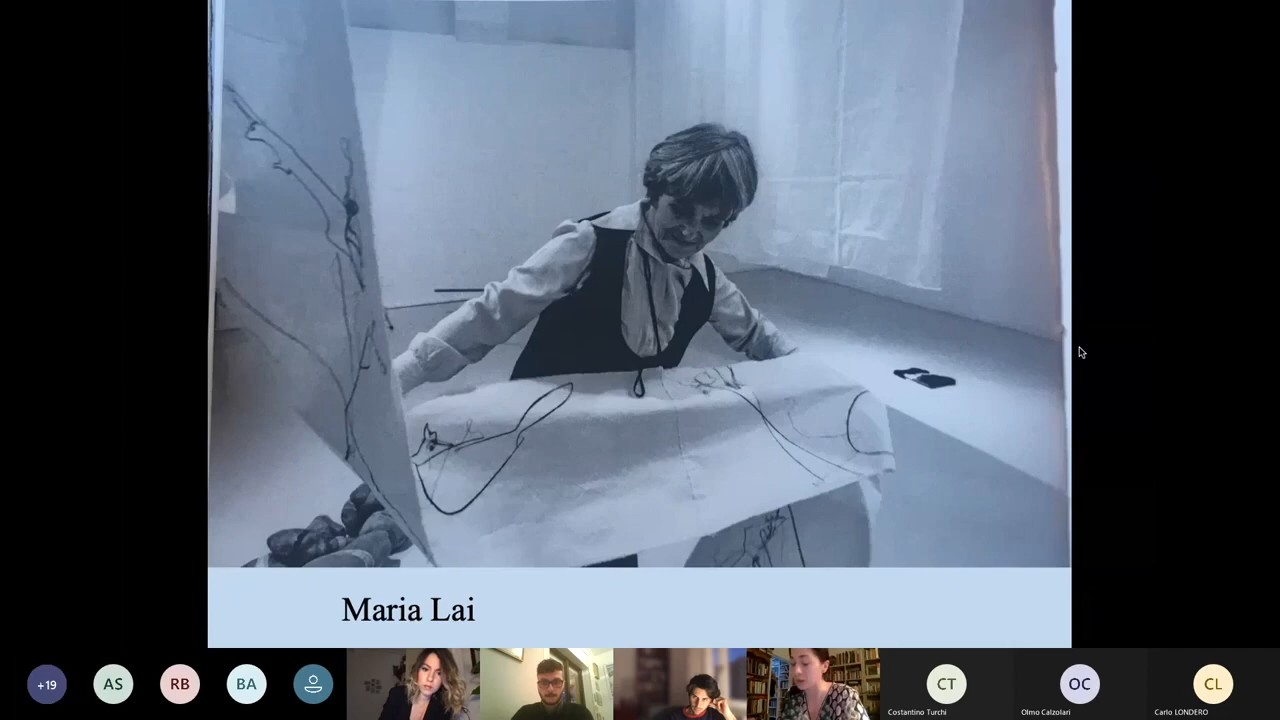 Maria Lai
+19
AS
RB
BA
CT
OC
CL
Costantino Turchi
Olmo Calzolari
Carlo LONDERO